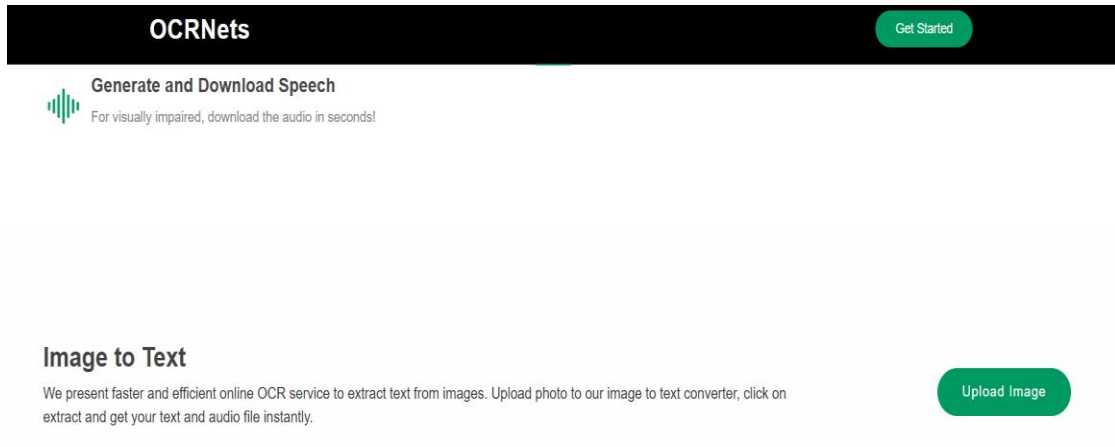 OCRNets
Get Started
Generate and Download Speech
For visually impaired, download the audio in seconds!
Image to Text
We present faster and efficient online OCR service to extract text from images. Upload photo to our image to text converter, click on
extract and get your text and audio file instantly.
Upload Image